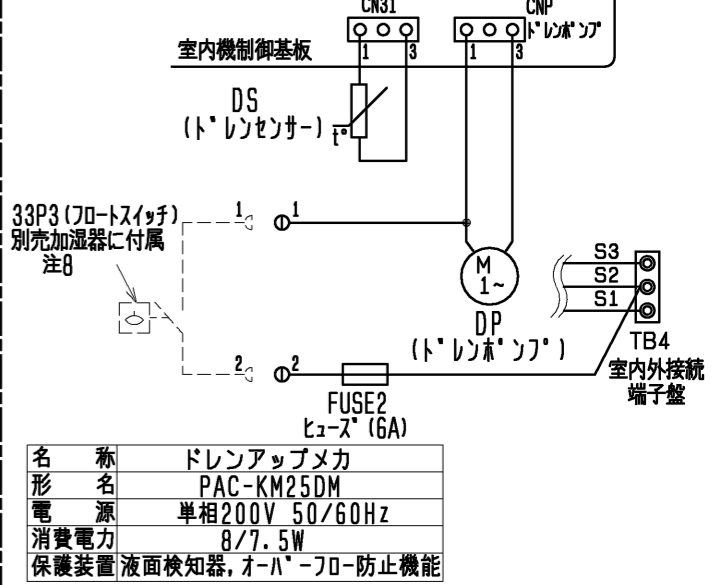 CN31
CNP
ドレンポンプ
1 3
1 3
室内機制御基板
DS
(ドレンセンサー)
t°
33P3(フロートスイッチ)
別売加湿器に付属
注8
1 1
M
1~
DP
(ドレンポンプ)
S3
S2
S1
TB4
室内外接続
端子盤
2 2
FUSE2
ヒューズ(6A)
名 称 ドレンアップメカ
形 名 PAC-KM25DM
電 源 単相200V 50/60Hz
消費電力 8/7.5W
保護装置 液面検知器,オーバーフロー防止機能